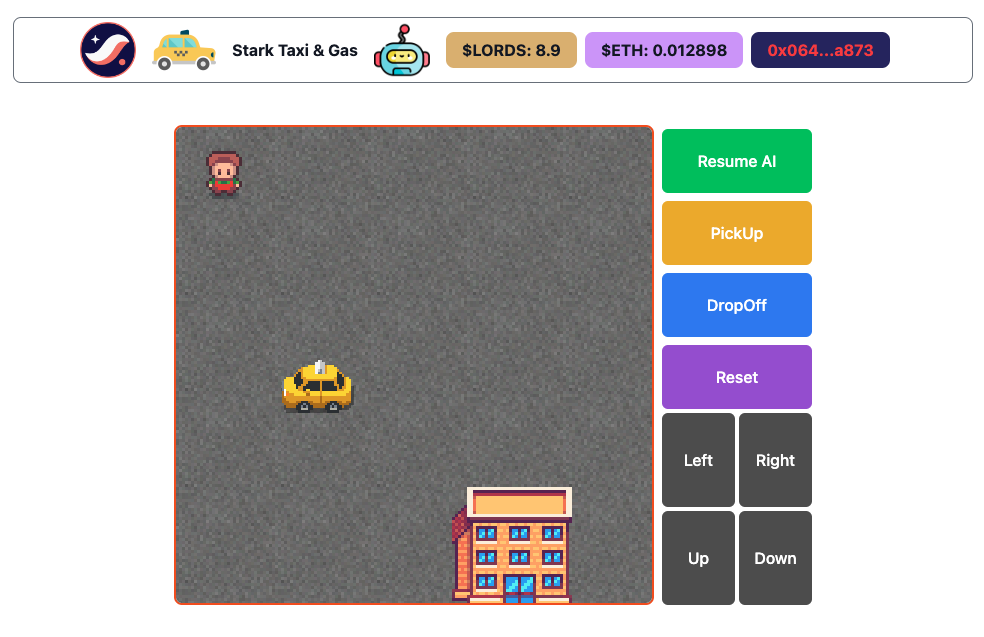 Stark Taxi & Gas
$LORDS: 8.9
$ETH: 0.012898
0x064...a873
Resume AI
PickUp
DropOff
Reset
Left
Right
Up
Down